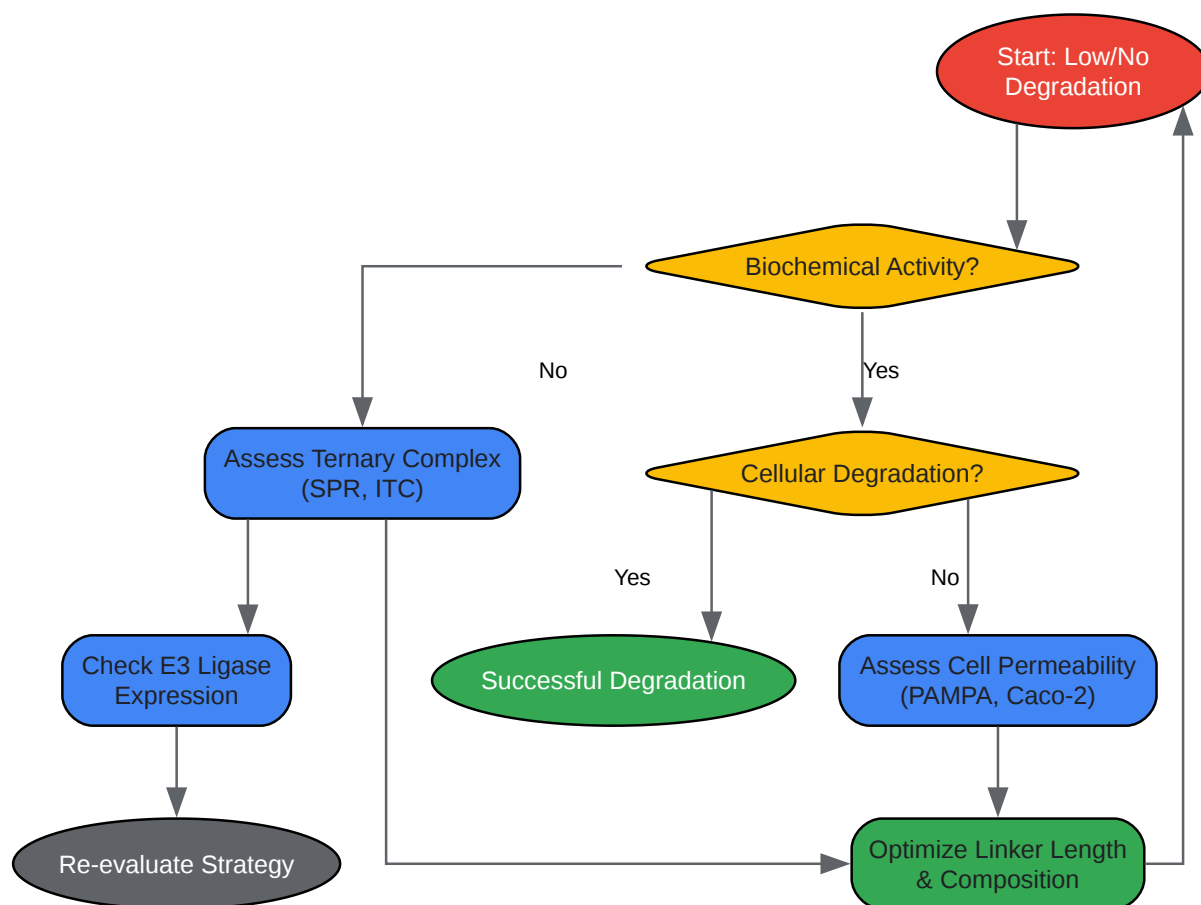 Start: Low/No
Degradation
Biochemical Activity?
No
Yes
Assess Ternary Complex
(SPR, ITC)
Cellular Degradation?
Yes
No
Check E3 Ligase
Expression
Successful Degradation
Assess Cell Permeability
(PAMPA, Caco-2)
Re-evaluate Strategy
Optimize Linker Length
& Composition